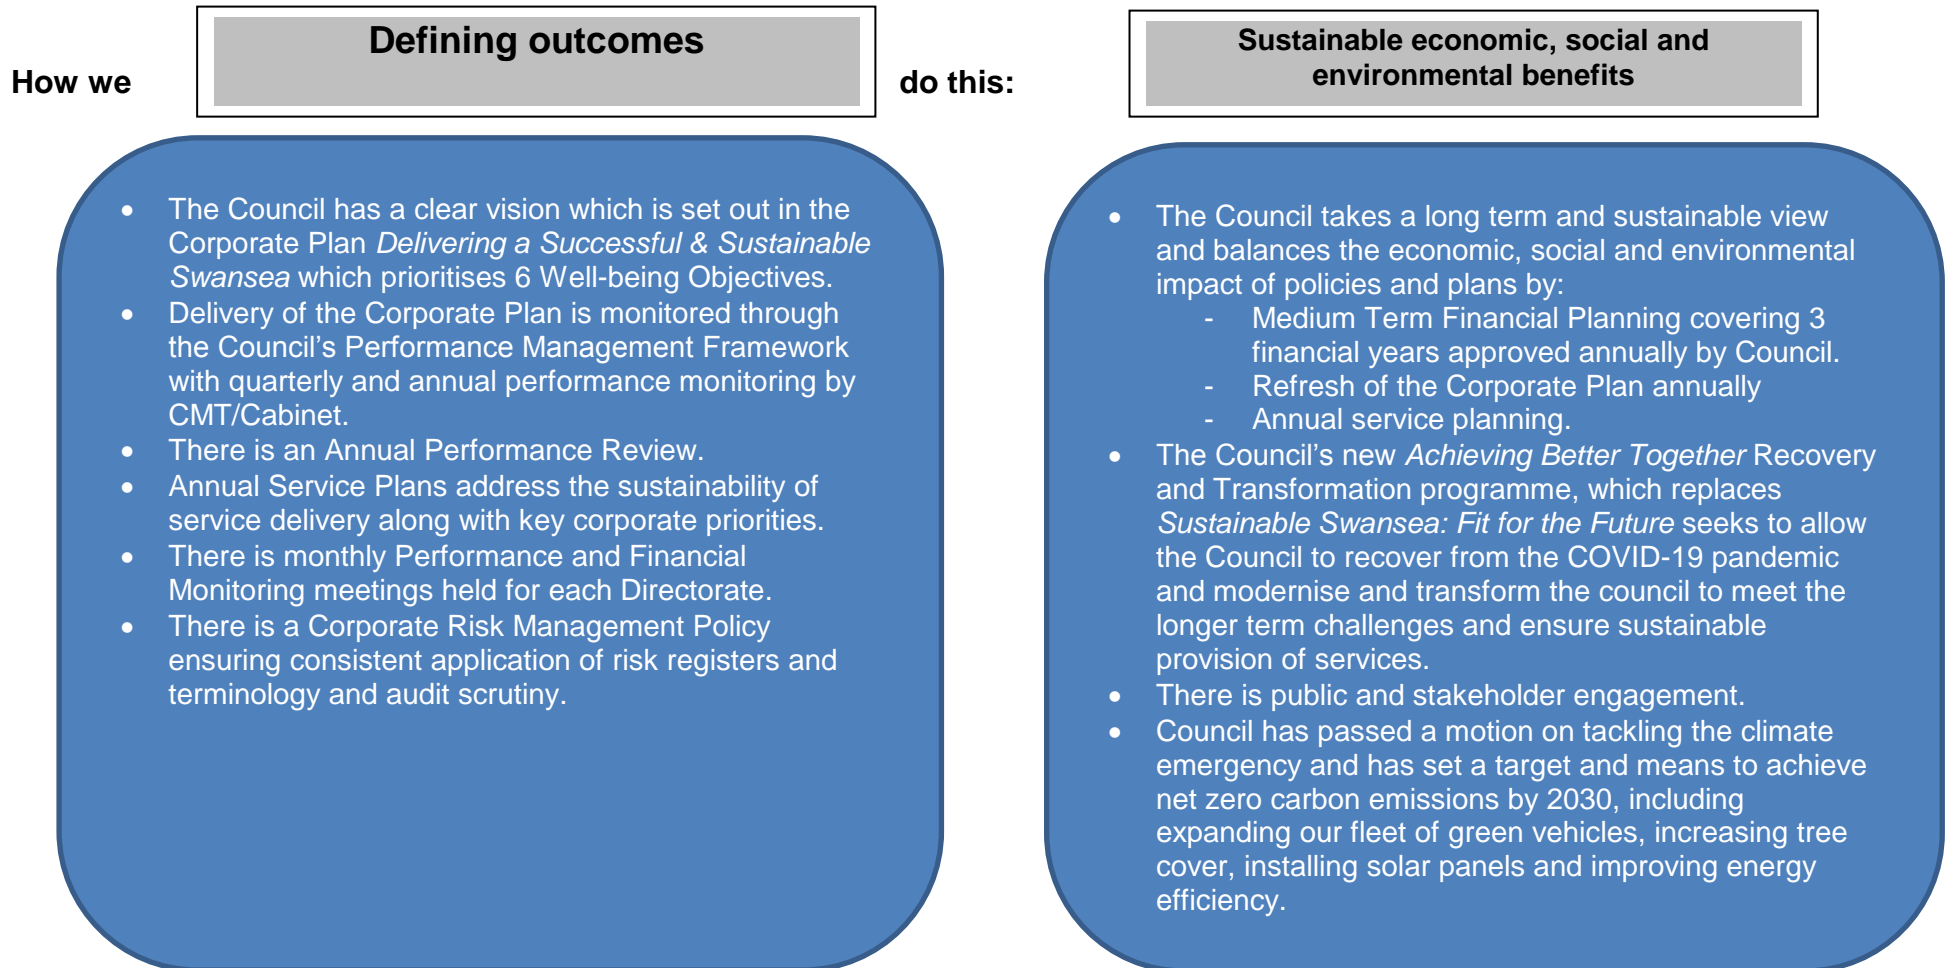 How we
Defining outcomes
do this:
Sustainable economic, social and
environmental benefits
• The Council has a clear vision which is set out in the
Corporate Plan Delivering a Successful & Sustainable
Swansea which prioritises 6 Well-being Objectives.
• Delivery of the Corporate Plan is monitored through
the Council’s Performance Management Framework
with quarterly and annual performance monitoring by
CMT/Cabinet.
• There is an Annual Performance Review.
• Annual Service Plans address the sustainability of
service delivery along with key corporate priorities.
• There is monthly Performance and Financial
Monitoring meetings held for each Directorate.
• There is a Corporate Risk Management Policy
ensuring consistent application of risk registers and
terminology and audit scrutiny.
• The Council takes a long term and sustainable view
and balances the economic, social and environmental
impact of policies and plans by:
- Medium Term Financial Planning covering 3
financial years approved annually by Council.
- Refresh of the Corporate Plan annually
- Annual service planning.
• The Council’s new Achieving Better Together Recovery
and Transformation programme, which replaces
Sustainable Swansea: Fit for the Future seeks to allow
the Council to recover from the COVID-19 pandemic
and modernise and transform the council to meet the
longer term challenges and ensure sustainable
provision of services.
• There is public and stakeholder engagement.
• Council has passed a motion on tackling the climate
emergency and has set a target and means to achieve
net zero carbon emissions by 2030, including
expanding our fleet of green vehicles, increasing tree
cover, installing solar panels and improving energy
efficiency.